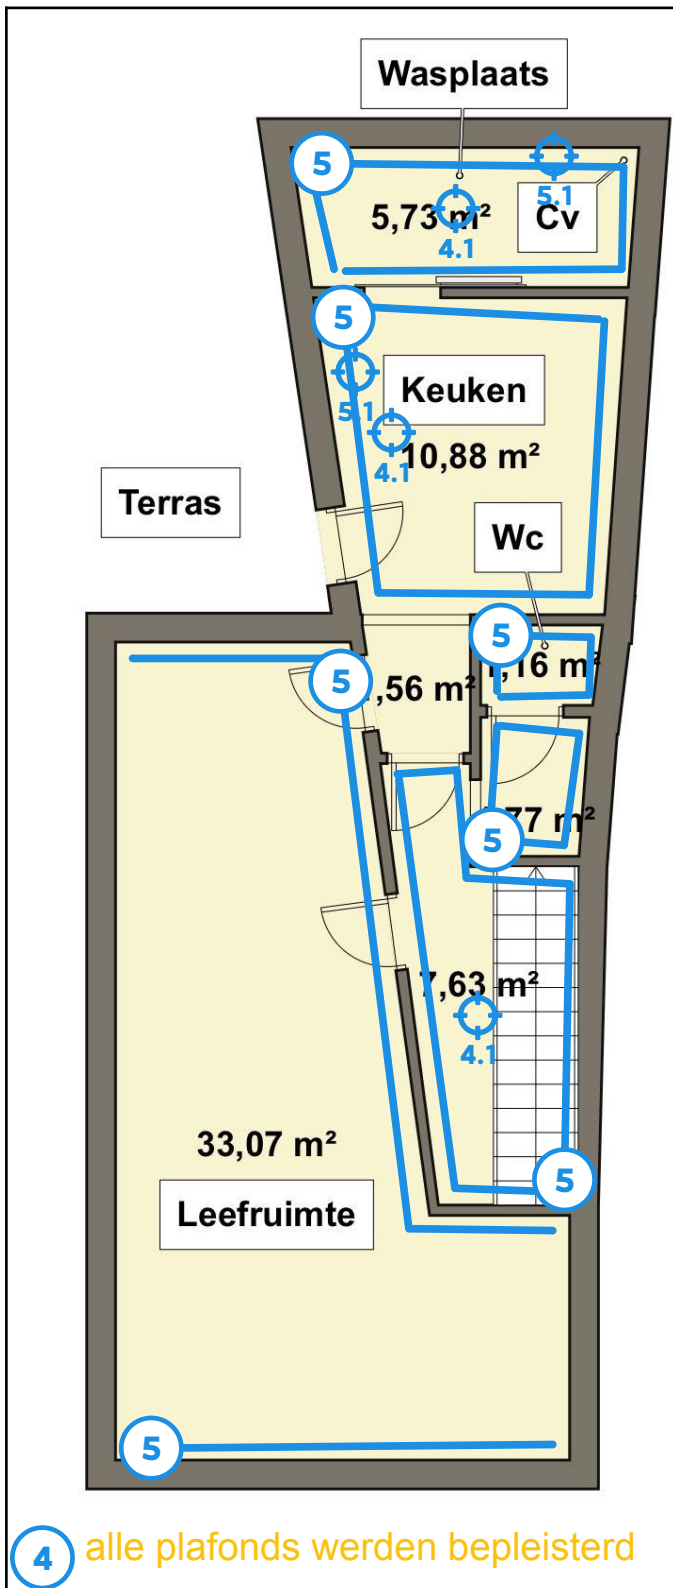 Wasplaats
5
5.1
5,73 m²
Cv
4.1
5
Keuken
5.1
4.1
10,88 m²
Terras
Wc
5
,16 m²
5
,56 m²
77 m²
5
7,63 m²
4.1
33,07 m²
5
Leefruimte
5
4 alle plafonds werden bepleisterd